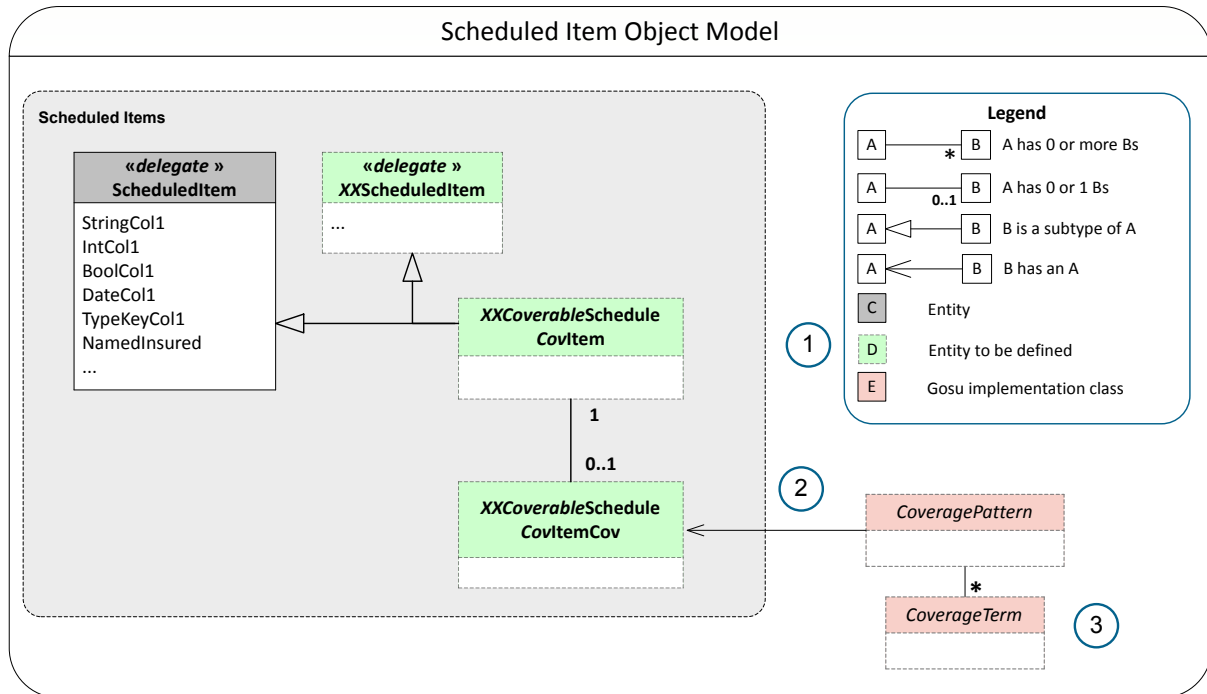 Scheduled Item Object Model
Scheduled Items
«delegate »
ScheduledItem
StringCol1
IntCol1
BoolCol1
DateCol1
TypeKeyCol1
NamedInsured
...
«delegate »
XXScheduledItem
...
XXCoverableSchedule
CovItem
1
0..1
XXCoverableSchedule
CovItemCov
1
Legend
A
*
B
A has 0 or more Bs
A
0..1
B
A has 0 or 1 Bs
A
B
B is a subtype of A
A
B
B has an A
C
Entity
D
Entity to be defined
E
Gosu implementation class
2
CoveragePattern
*
CoverageTerm
3